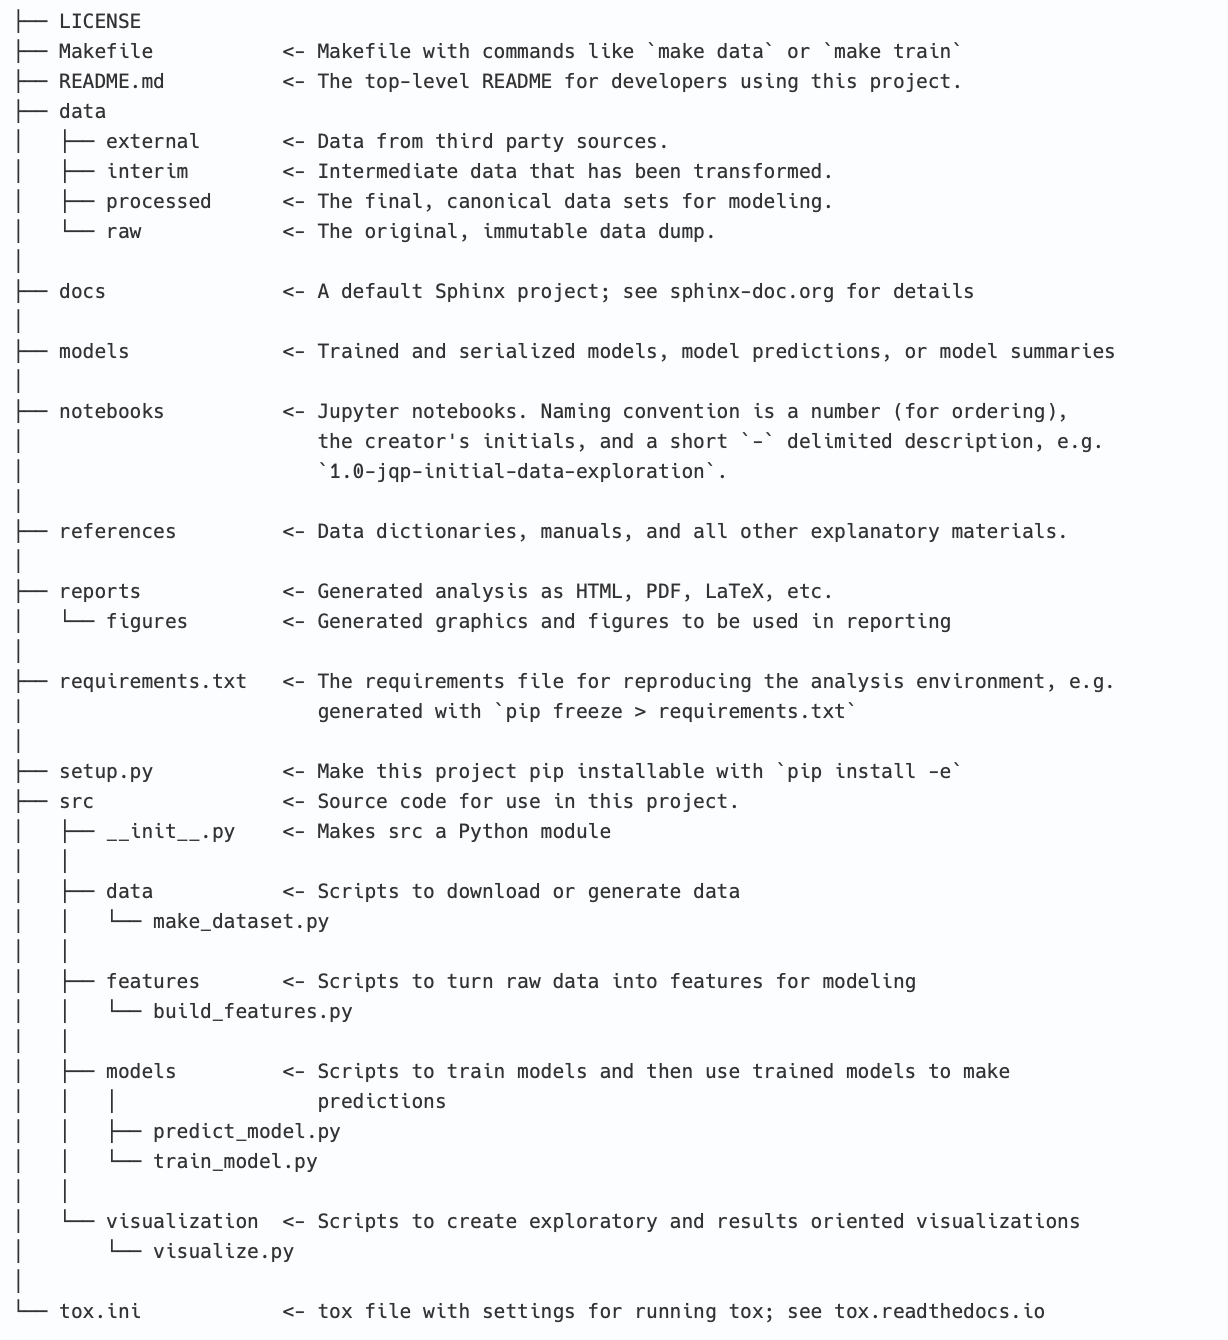 ├── LICENSE
├── Makefile           <- Makefile with commands like `make data` or `make train`
├── README.md          <- The top-level README for developers using this project.
├── data
│   ├── external       <- Data from third party sources.
│   ├── interim        <- Intermediate data that has been transformed.
│   ├── processed      <- The final, canonical data sets for modeling.
│   └── raw            <- The original, immutable data dump.
│
├── docs               <- A default Sphinx project; see sphinx-doc.org for details
│
├── models             <- Trained and serialized models, model predictions, or model summaries
│
├── notebooks          <- Jupyter notebooks. Naming convention is a number (for ordering),
│                         the creator's initials, and a short `-` delimited description, e.g.
│                         `1.0-jqp-initial-data-exploration`.
│
├── references         <- Data dictionaries, manuals, and all other explanatory materials.
│
├── reports            <- Generated analysis as HTML, PDF, LaTeX, etc.
│   └── figures        <- Generated graphics and figures to be used in reporting
│
├── requirements.txt   <- The requirements file for reproducing the analysis environment, e.g.
│                         generated with `pip freeze > requirements.txt`
│
├── setup.py           <- Make this project pip installable with `pip install -e`
├── src                <- Source code for use in this project.
│   ├── __init__.py    <- Makes src a Python module
│   │
│   ├── data           <- Scripts to download or generate data
│   │   └── make_dataset.py
│   │
│   ├── features       <- Scripts to turn raw data into features for modeling
│   │   └── build_features.py
│   │
│   ├── models         <- Scripts to train models and then use trained models to make
│   │   │                 predictions
│   │   ├── predict_model.py
│   │   └── train_model.py
│   │
│   └── visualization  <- Scripts to create exploratory and results oriented visualizations
│       └── visualize.py
│
└── tox.ini            <- tox file with settings for running tox; see tox.readthedocs.io